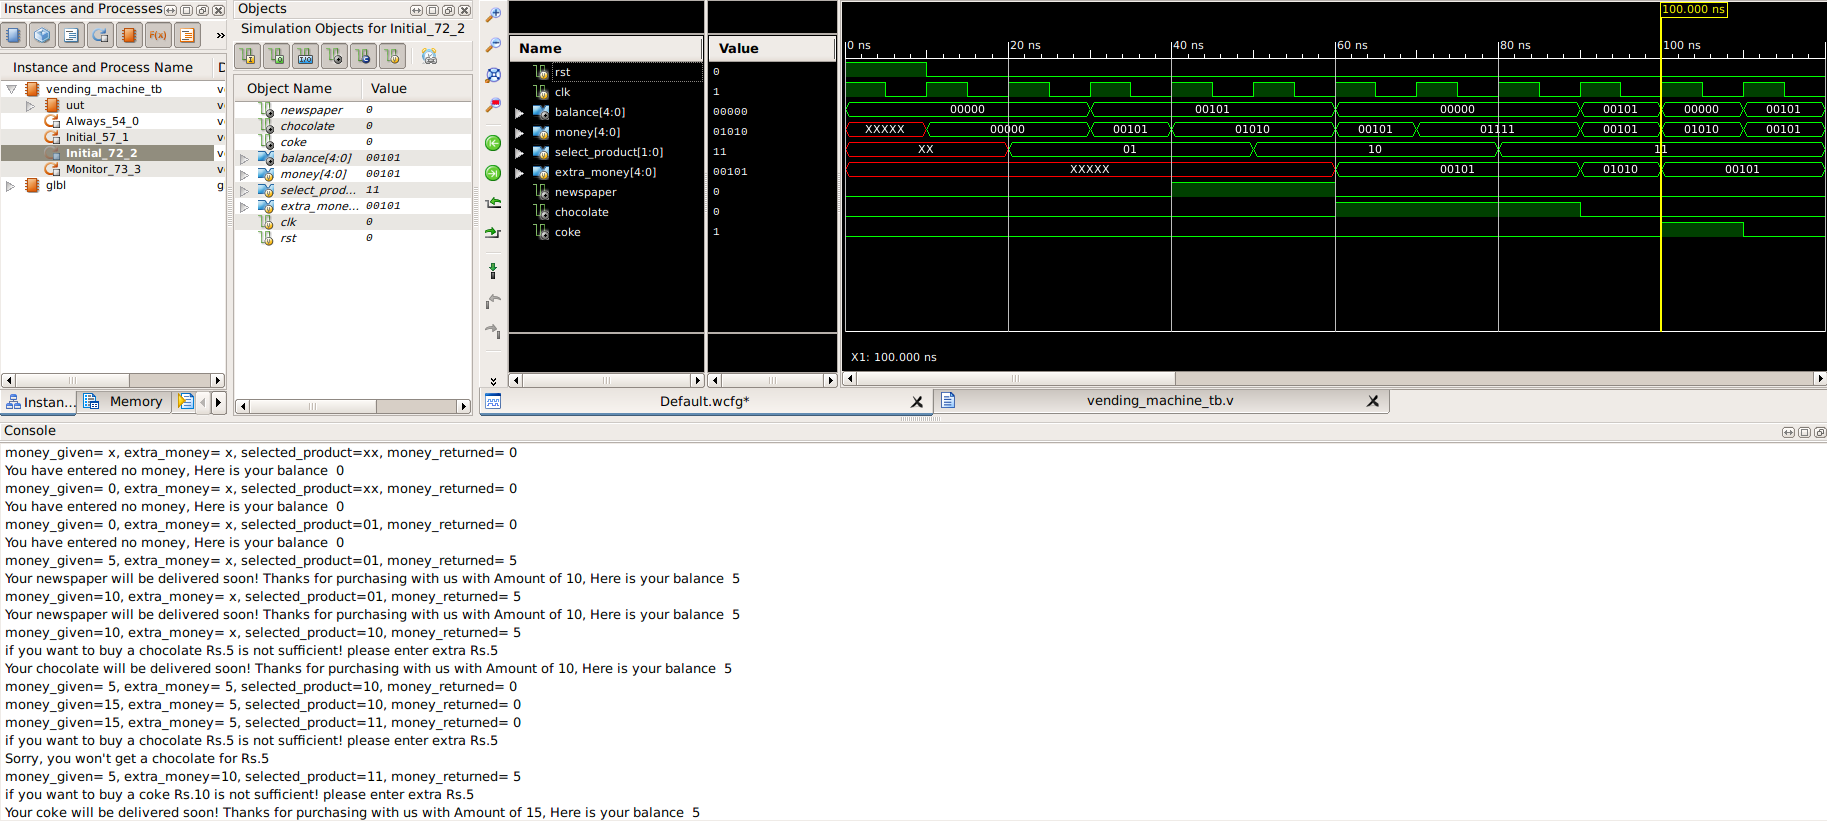 Instances and Processes
Instance and Process Name
D
vending_machine_tb
v
uut
v
Always_54_0
v
Initial_57_1
v
Initial_72_2
v
Monitor_73_3
v
glbl
g
Instan...
Memory
Objects
Simulation Objects for Initial_72_2
Object Name Value
newspaper 0
chocolate 0
coke 0
balance[4:0] 00101
money[4:0] 00101
select_prod... 11
extra_mone... 00101
clk 0
rst 0
Name Value
rst 0
clk 1
balance[4:0] 00000
money[4:0] 01010
select_product[1:0] 11
extra_money[4:0] 00101
newspaper 0
chocolate 0
coke 1
100.000 ns
0 ns 20 ns 40 ns 60 ns 80 ns 100 ns
00000 00101 00000 00101 00000 00101
XXXXX 00000 00101 01010 00101 01111 00101 01010 00101
XX 01 10 11
XXXXX 00101 01010 00101
X1: 100.000 ns
Default.wcfg*
vending_machine_tb.v
Console
money_given= x, extra_money= x, selected_product=xx, money_returned= 0
You have entered no money, Here is your balance  0
money_given= 0, extra_money= x, selected_product=xx, money_returned= 0
You have entered no money, Here is your balance  0
money_given= 0, extra_money= x, selected_product=01, money_returned= 0
You have entered no money, Here is your balance  0
money_given= 5, extra_money= x, selected_product=01, money_returned= 5
Your newspaper will be delivered soon! Thanks for purchasing with us with Amount of 10, Here is your balance  5
money_given=10, extra_money= x, selected_product=01, money_returned= 5
Your newspaper will be delivered soon! Thanks for purchasing with us with Amount of 10, Here is your balance  5
money_given=10, extra_money= x, selected_product=10, money_returned= 5
if you want to buy a chocolate Rs.5 is not sufficient! please enter extra Rs.5
Your chocolate will be delivered soon! Thanks for purchasing with us with Amount of 10, Here is your balance  5
money_given= 5, extra_money= 5, selected_product=10, money_returned= 0
money_given=15, extra_money= 5, selected_product=10, money_returned= 0
money_given=15, extra_money= 5, selected_product=11, money_returned= 0
if you want to buy a chocolate Rs.5 is not sufficient! please enter extra Rs.5
Sorry, you won't get a chocolate for Rs.5
money_given= 5, extra_money=10, selected_product=11, money_returned= 5
if you want to buy a coke Rs.10 is not sufficient! please enter extra Rs.5
Your coke will be delivered soon! Thanks for purchasing with us with Amount of 15, Here is your balance  5